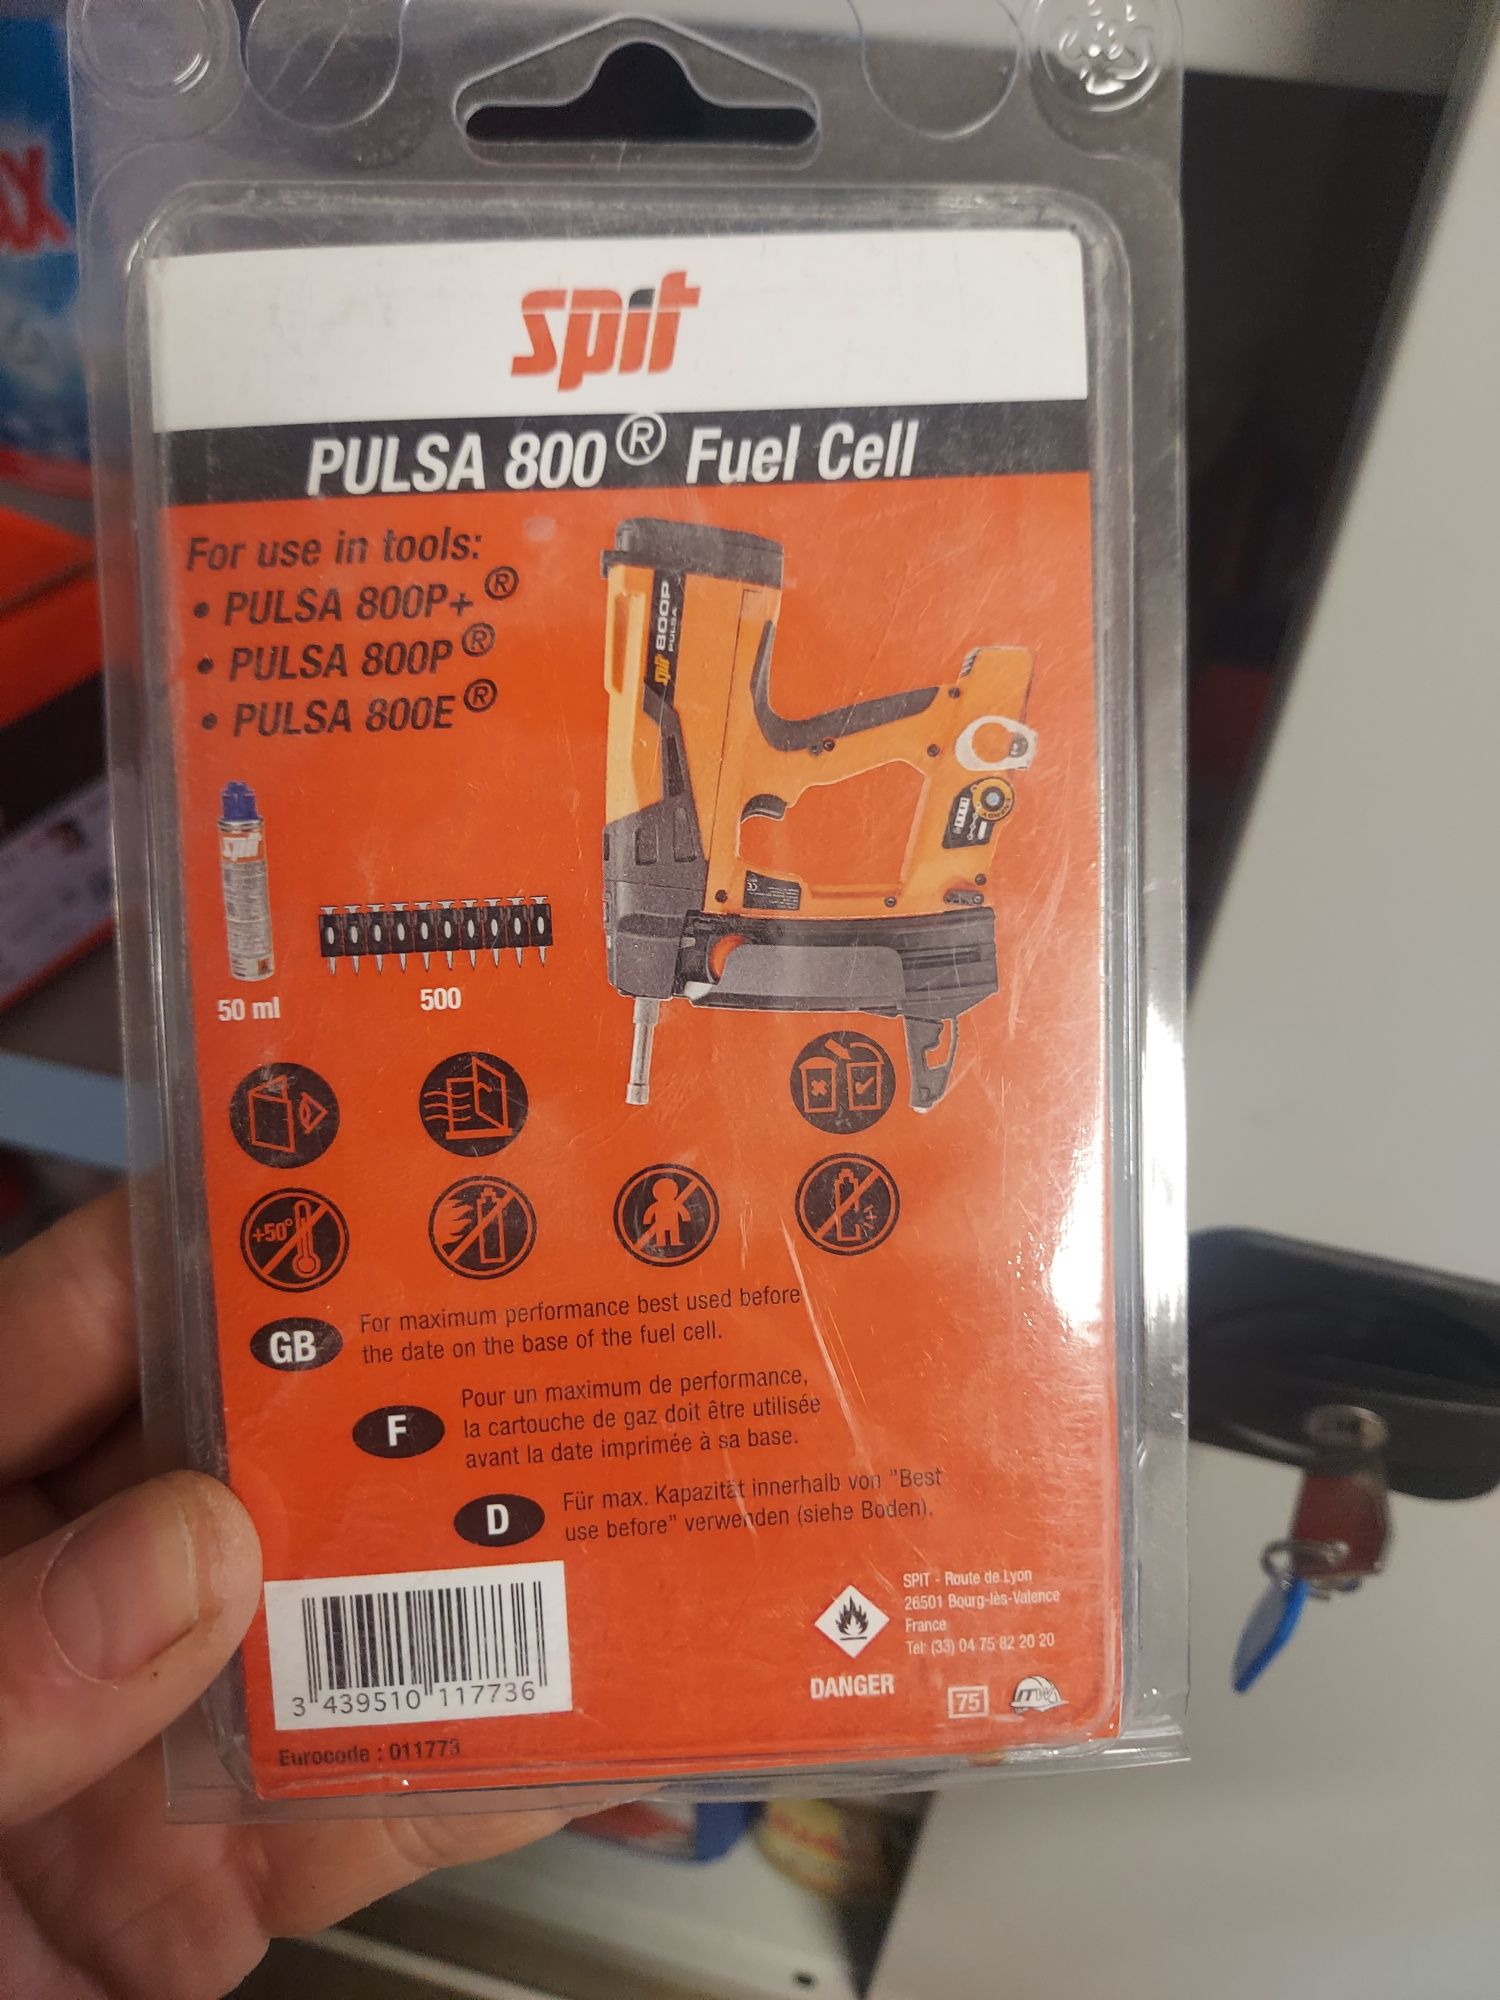 spit
PULSA 800® Fuel Cell
For use in tools:
• PULSA 800P+®
• PULSA 800P®
• PULSA 800E®
spit 800P
PULSA
spit
50 ml
500
+50°
GB
For maximum performance best used before
the date on the base of the fuel cell.
F
Pour un maximum de performance,
la cartouche de gaz doit être utilisée
avant la date imprimée à sa base.
D
Für max. Kapazität innerhalb von "Best
use before" verwenden (siehe Boden).
3 439510 117736
Eurocode : 011773
DANGER
SPIT - Route de Lyon
26501 Bourg-lès-Valence
France
Tel: (33) 04 75 82 20 20
75
ITW